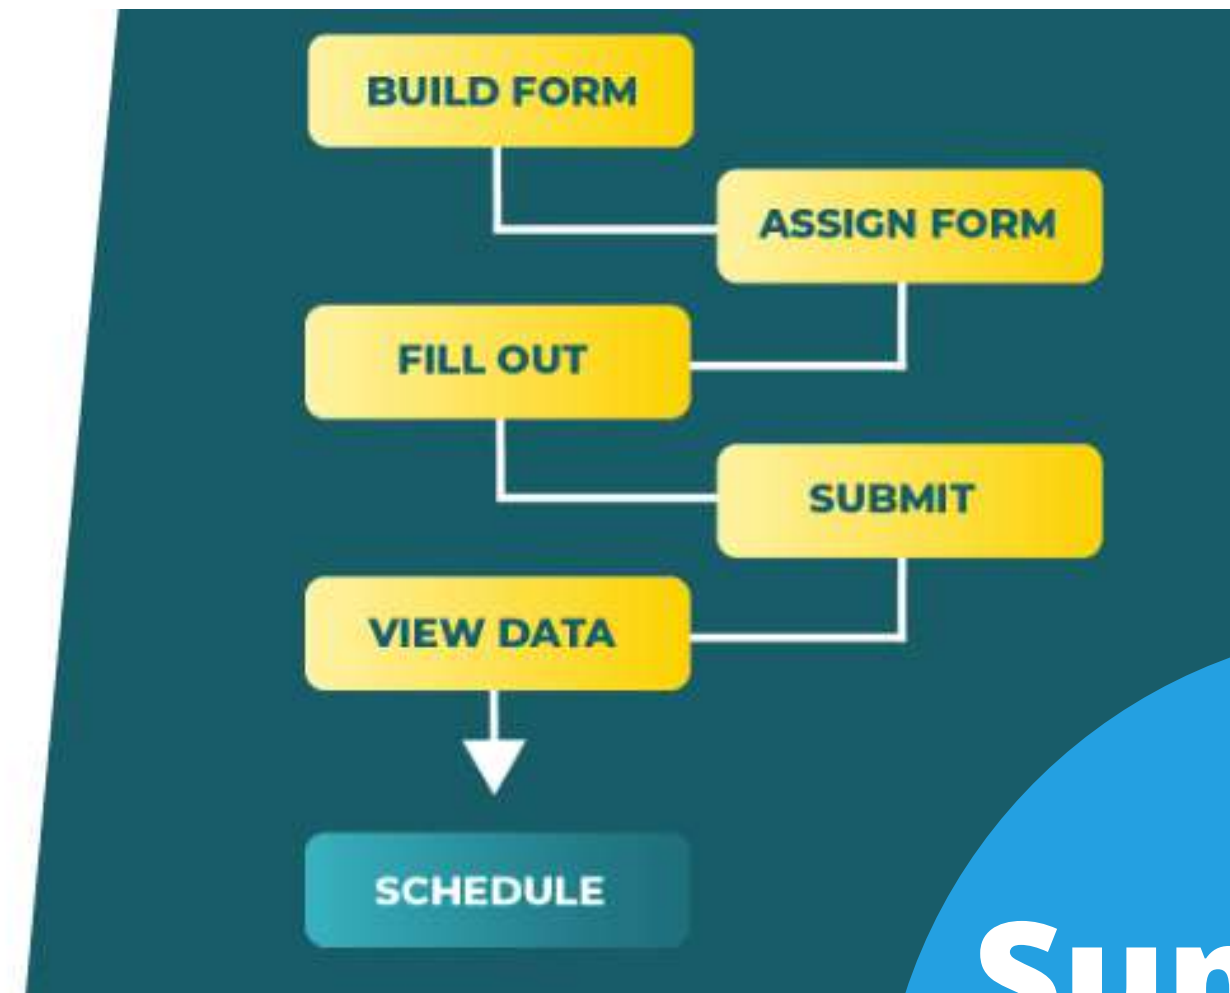 BUILD FORM
ASSIGN FORM
FILL OUT
SUBMIT
VIEW DATA
SCHEDULE